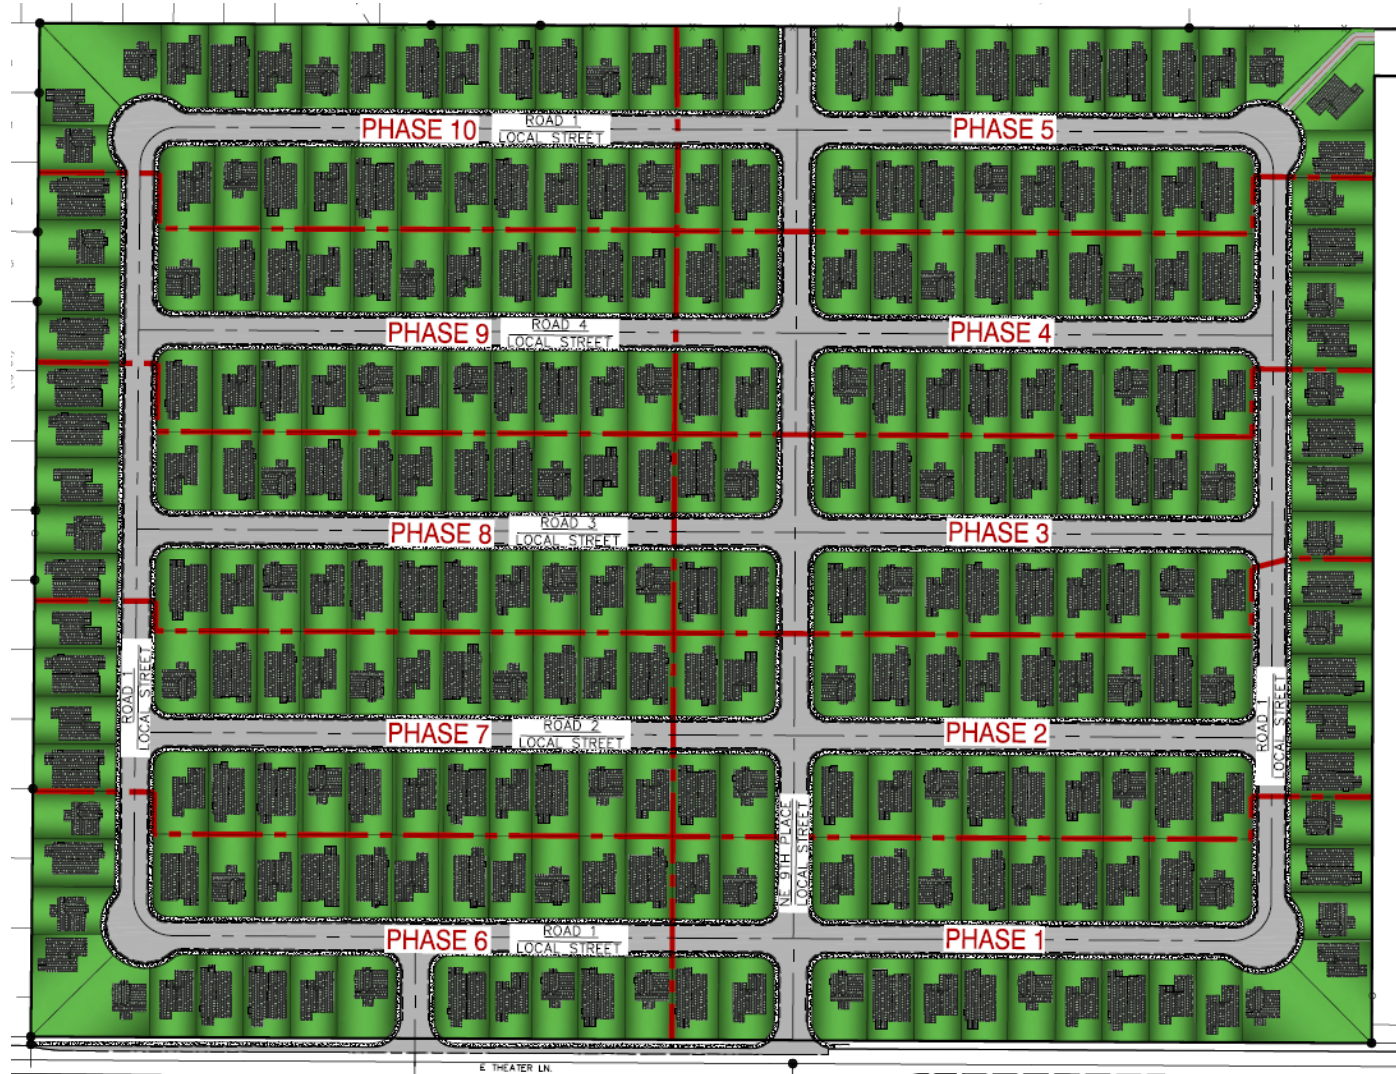 PHASE 10
ROAD 1
LOCAL STREET
PHASE 5
PHASE 9
ROAD 4
LOCAL STREET
PHASE 4
PHASE 8
ROAD 3
LOCAL STREET
PHASE 3
ROAD 1
LOCAL STREET
PHASE 7
ROAD 2
LOCAL STREET
PHASE 2
ROAD 1
LOCAL STREET
NE 9TH PLACE
LOCAL STREET
PHASE 6
ROAD 1
LOCAL STREET
PHASE 1
E THEATER LN.